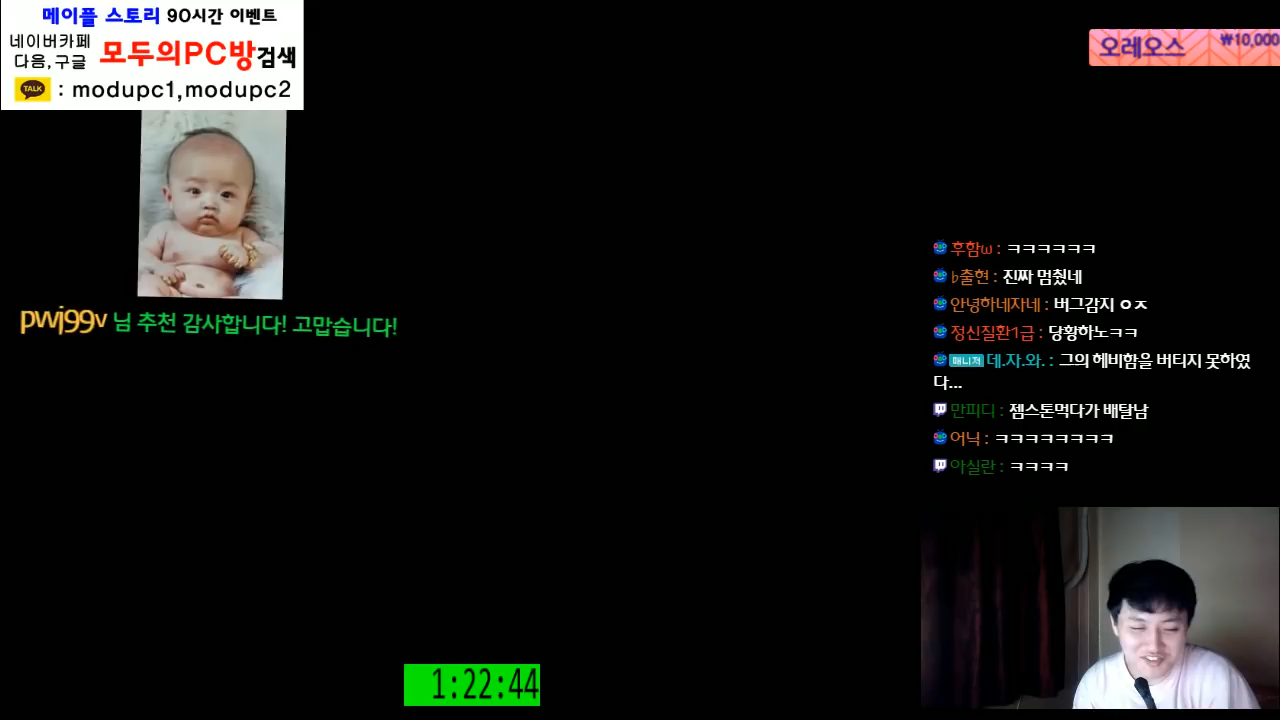 메이플 스토리 90시간 이벤트
네이버카페
다음,구글 모두의PC방검색
TALK : modupc1,modupc2
오레오스 ₩10,000
pwj99v 님 추천 감사합니다! 고맙습니다!
후함ω : ㅋㅋㅋㅋㅋㅋ
♭출현 : 진짜 멈췄네
안녕하네자네 : 버그감지 ㅇㅈ
정신질환1급 : 당황하노ㅋㅋ
매니저 데.자.와. : 그의 헤비함을 버티지 못하였
다...
만피디 : 젬스톤먹다가 배탈남
어닉 : ㅋㅋㅋㅋㅋㅋㅋㅋ
아실란 : ㅋㅋㅋㅋ
1:22:44